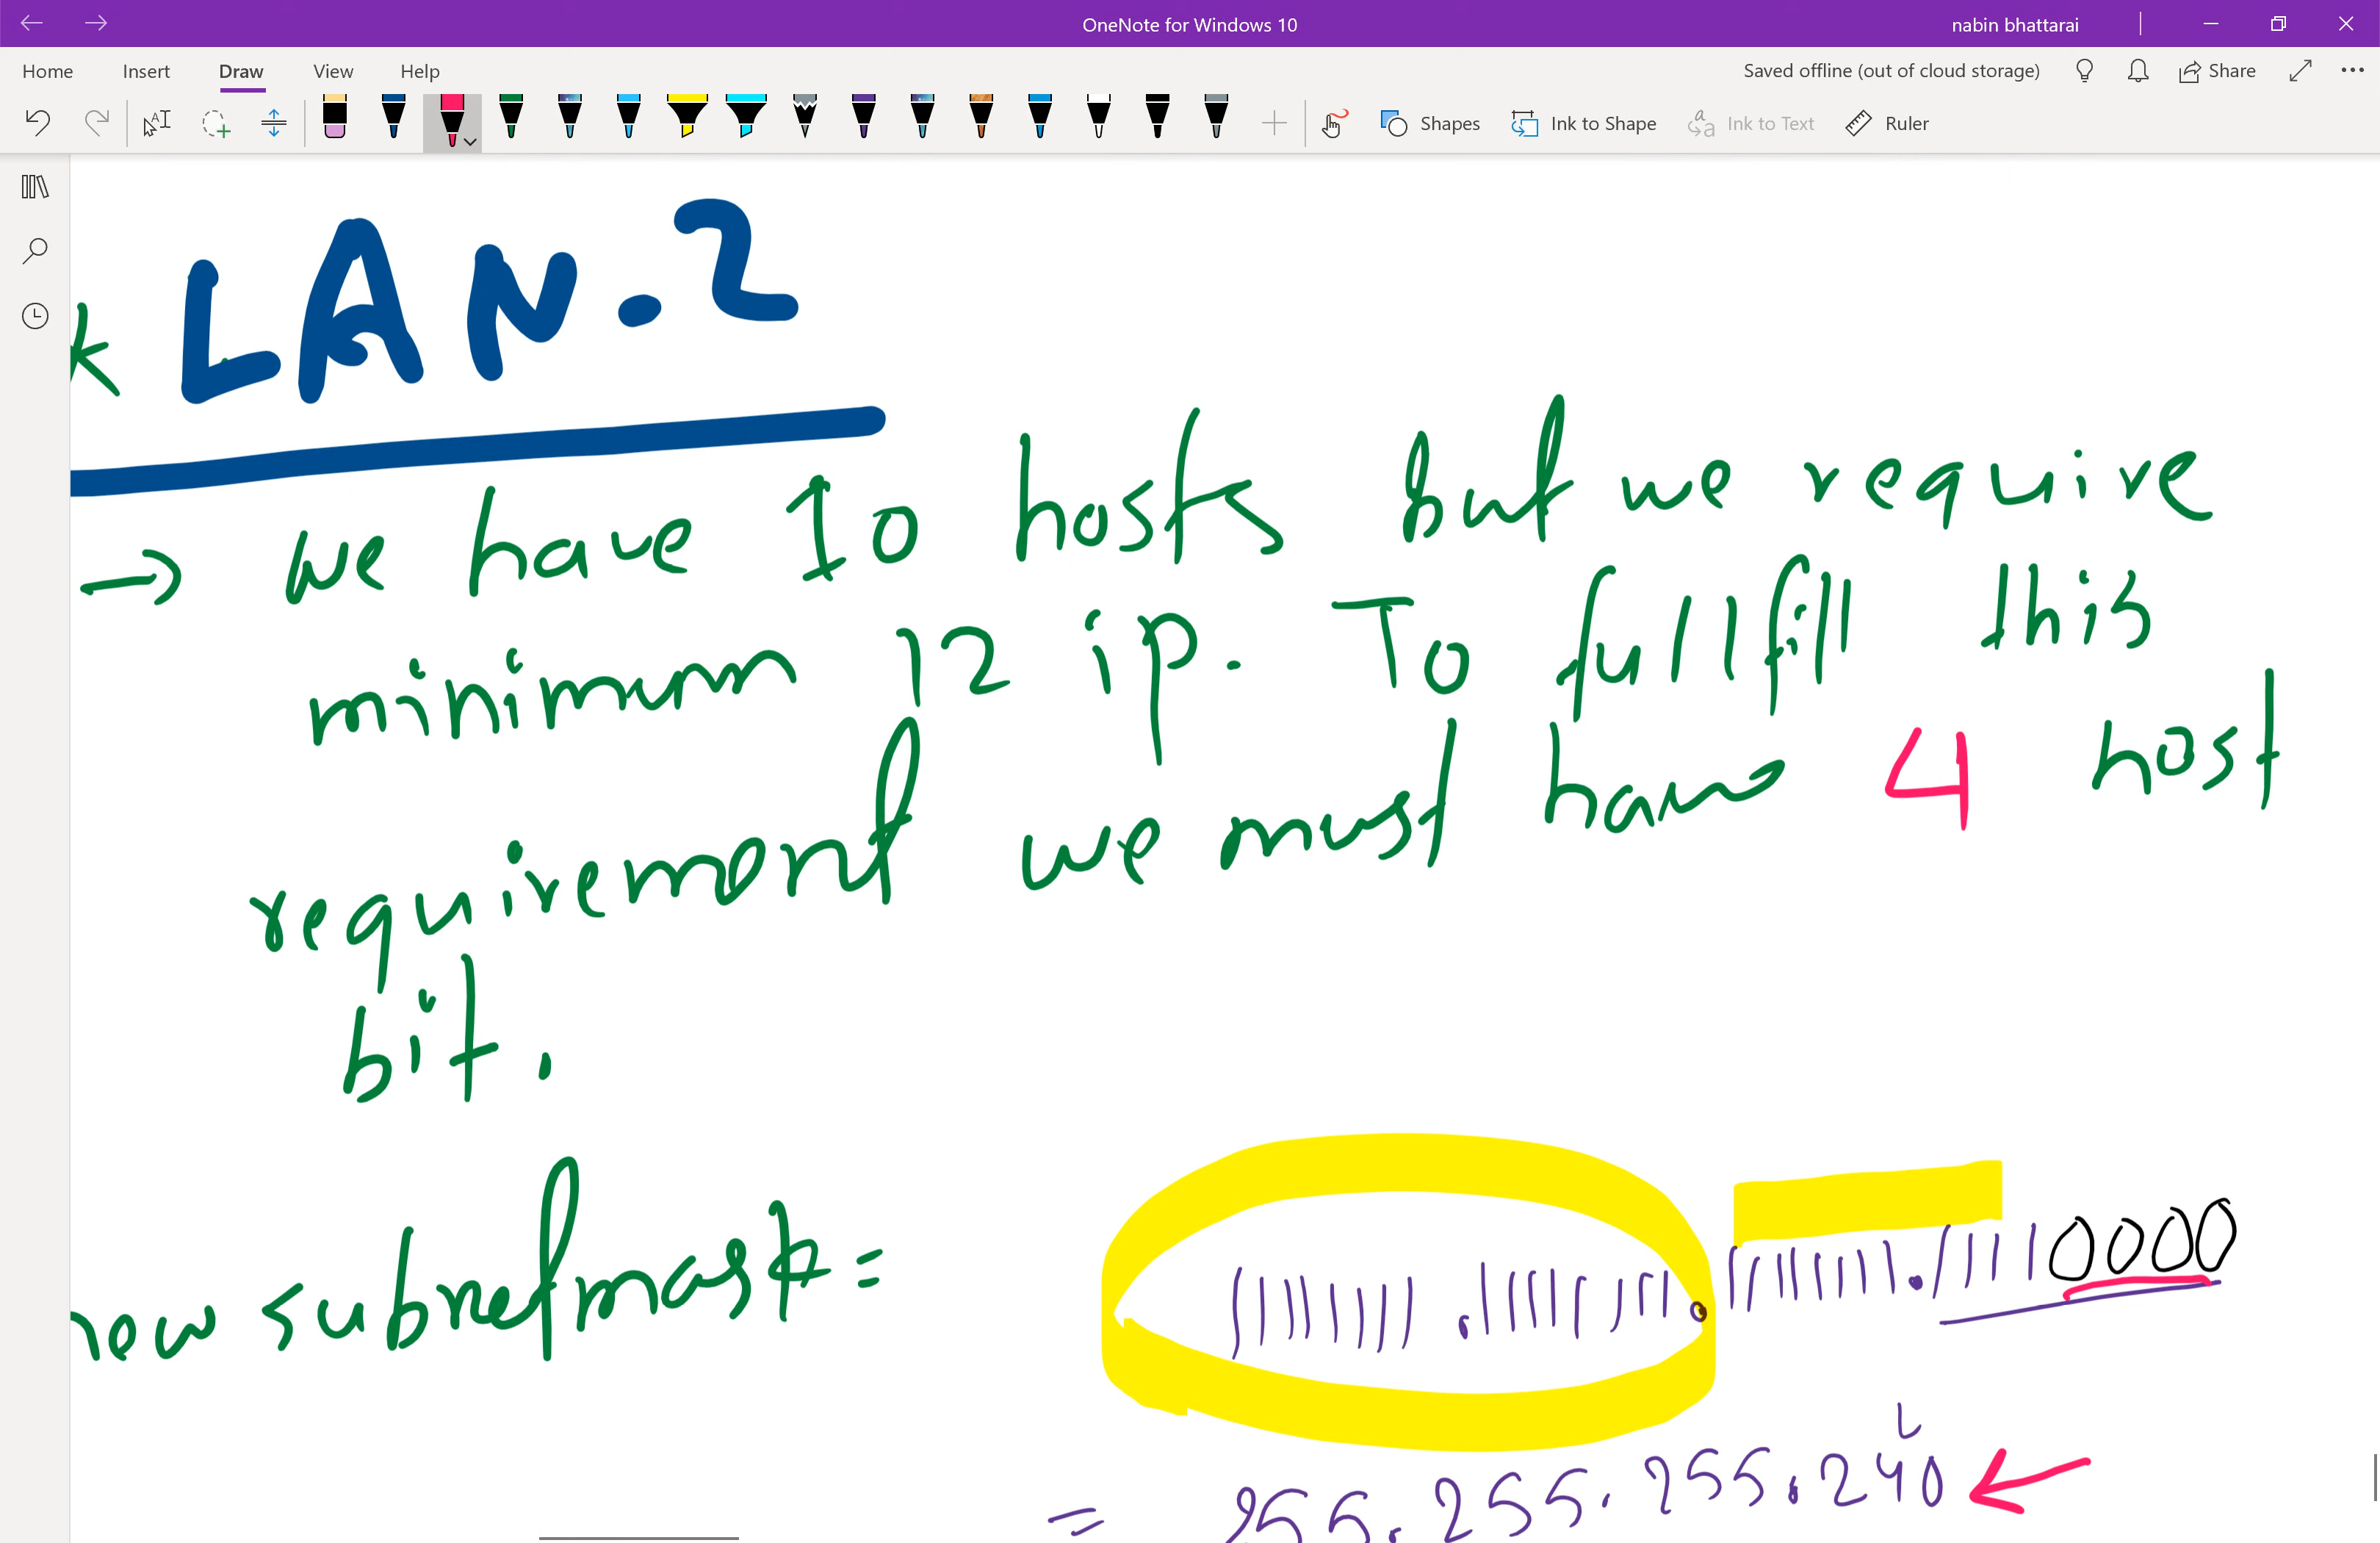 OneNote for Windows 10
nabin bhattarai
Home Insert Draw View Help
Saved offline (out of cloud storage)
Share
Shapes
Ink to Shape
Ink to Text
Ruler
k LAN.2
→ we have 10 hosts but we require
minimum 12 ip. To fullfill this
requirement we must have 4 host
bit.
new subnetmask = 11111111.11111111.11111111.11110000
= 255.255.255.240